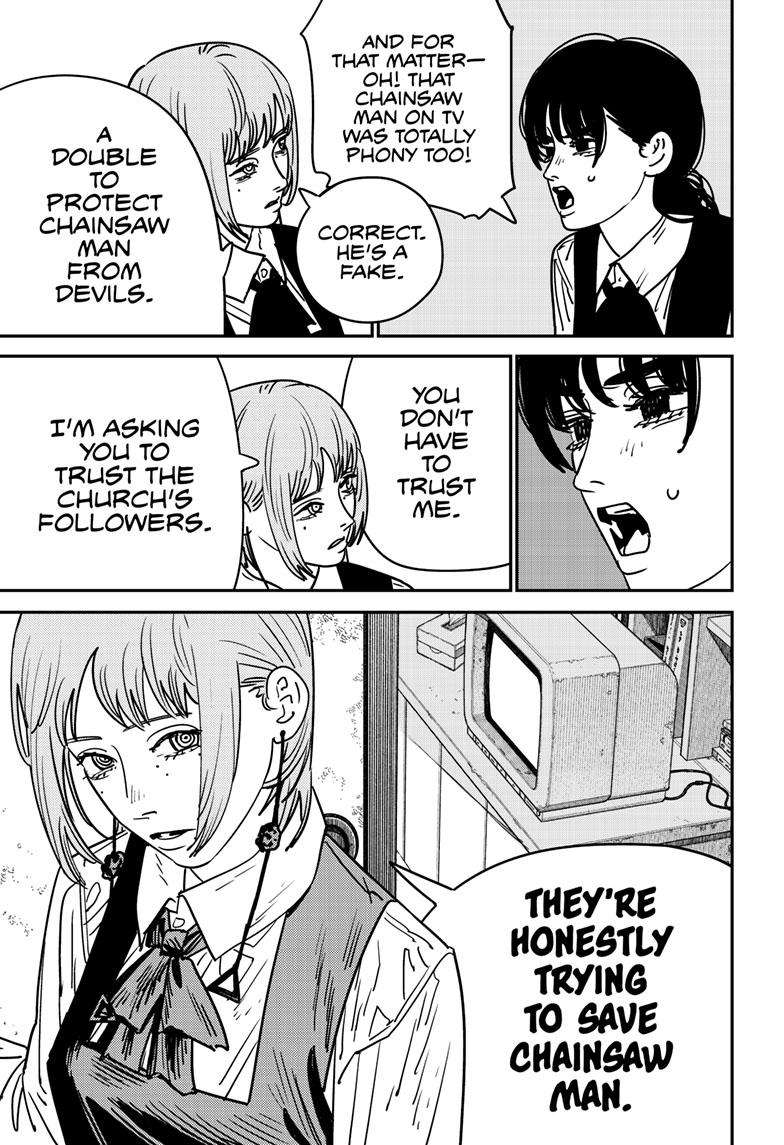 AND FOR
THAT MATTER—
OH! THAT
CHAINSAW
MAN ON TV
WAS TOTALLY
PHONY TOO!
CORRECT.
HE'S A
FAKE.
A
DOUBLE
TO
PROTECT
CHAINSAW
MAN
FROM
DEVILS.
YOU
DON'T
HAVE
TO
TRUST
ME.
I'M ASKING
YOU TO
TRUST THE
CHURCH'S
FOLLOWERS.
THEY'RE
HONESTLY
TRYING
TO SAVE
CHAINSAW
MAN.